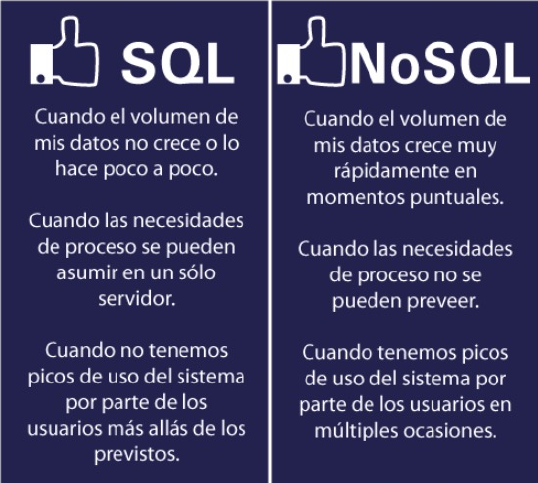 SQL
Cuando el volumen de
mis datos no crece o lo
hace poco a poco.
Cuando las necesidades
de proceso se pueden
asumir en un sólo
servidor.
Cuando no tenemos
picos de uso del sistema
por parte de los
usuarios más allás de los
previstos.
NoSQL
Cuando el volumen de
mis datos crece muy
rápidamente en
momentos puntuales.
Cuando las necesidades
de proceso no se
pueden preveer.
Cuando tenemos picos
de uso del sistema por
parte de los usuarios en
múltiples ocasiones.